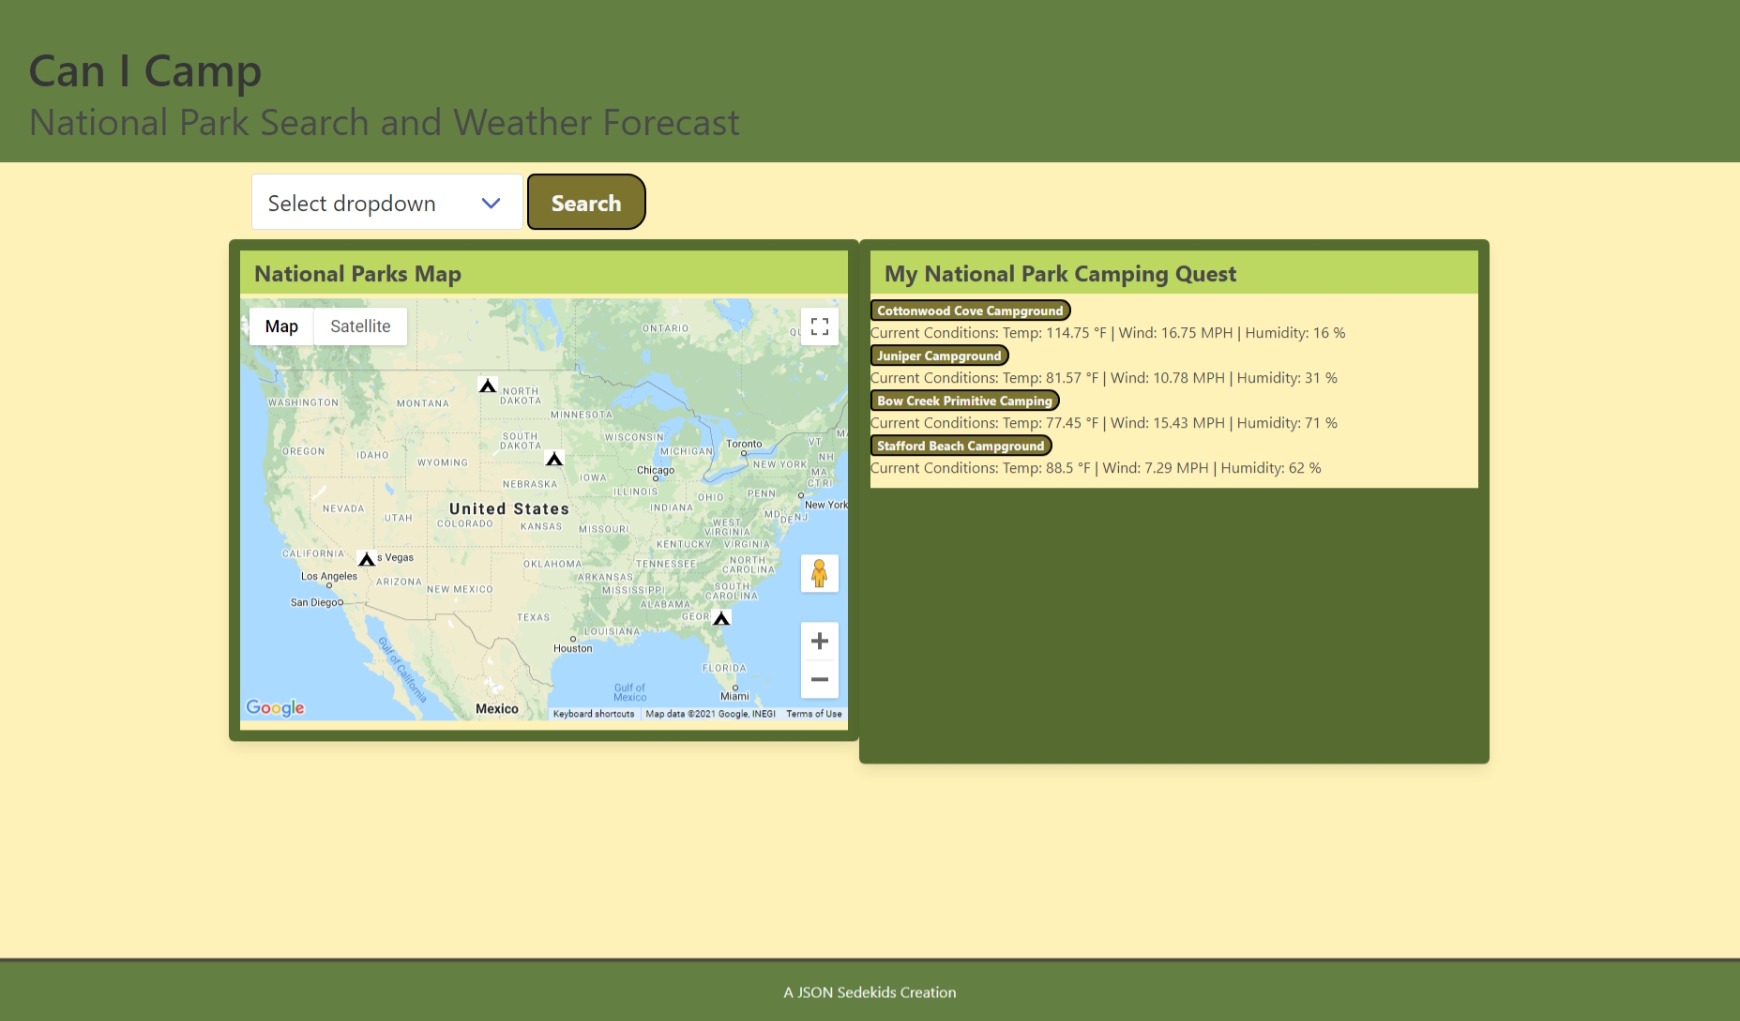 Can I Camp
National Park Search and Weather Forecast
Select dropdown
Search
National Parks Map
Map
Satellite
ONTARIO
QU
WASHINGTON
MONTANA
NORTH
DAKOTA
MINNESOTA
OREGON
IDAHO
WYOMING
SOUTH
DAKOTA
WISCONSIN
MICHIGAN
Toronto
VT
MA
NH
NEW YORK
MA
CT RI
Chicago
NEBRASKA
IOWA
ILLINOIS
INDIANA
OHIO
PENN
New York
NEVADA
UTAH
United States
COLORADO
KANSAS
MISSOURI
WEST
VIRGINIA
MD
DE
NJ
KENTUCKY
VIRGINIA
CALIFORNIA
s Vegas
Los Angeles
ARIZONA
NEW MEXICO
OKLAHOMA
ARKANSAS
TENNESSEE
NORTH
CAROLINA
MISSISSIPPI
SOUTH
CAROLINA
ALABAMA
GEOR
San Diego
TEXAS
LOUISIANA
Houston
FLORIDA
Gulf of
Mexico
Miami
Gulf of California
Mexico
Google
Keyboard shortcuts
Map data ©2021 Google, INEGI
Terms of Use
My National Park Camping Quest
Cottonwood Cove Campground
Current Conditions: Temp: 114.75 °F | Wind: 16.75 MPH | Humidity: 16 %
Juniper Campground
Current Conditions: Temp: 81.57 °F | Wind: 10.78 MPH | Humidity: 31 %
Bow Creek Primitive Camping
Current Conditions: Temp: 77.45 °F | Wind: 15.43 MPH | Humidity: 71 %
Stafford Beach Campground
Current Conditions: Temp: 88.5 °F | Wind: 7.29 MPH | Humidity: 62 %
A JSON Sedekids Creation